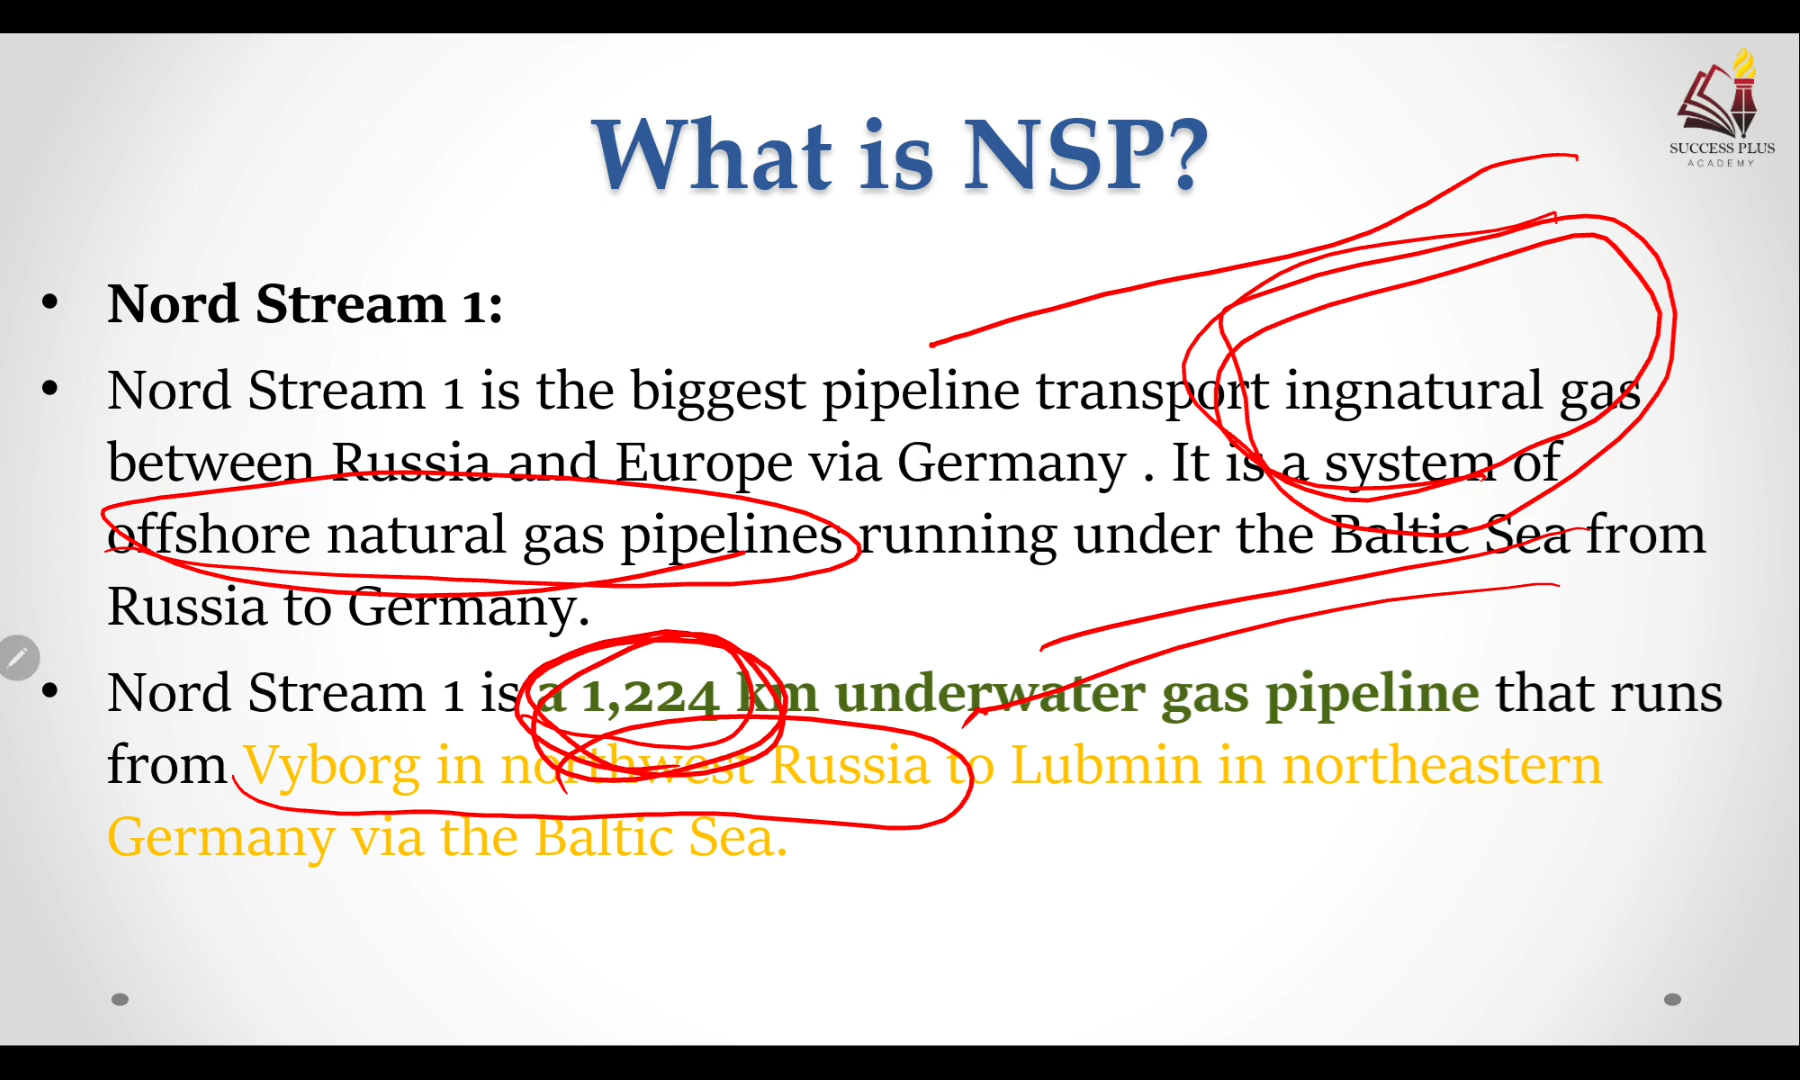 SUCCESS PLUS
ACADEMY
What is NSP?
• Nord Stream 1:
• Nord Stream 1 is the biggest pipeline transport ingnatural gas
between Russia and Europe via Germany . It is a system of
offshore natural gas pipelines running under the Baltic Sea from
Russia to Germany.
• Nord Stream 1 is a 1,224 km underwater gas pipeline that runs
from Vyborg in northwest Russia to Lubmin in northeastern
Germany via the Baltic Sea.